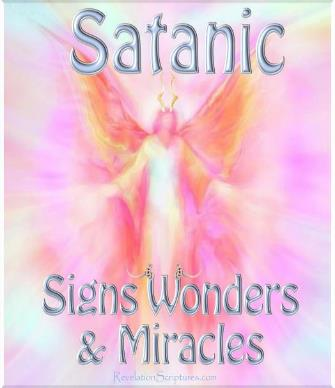 Satanic
Signs Wonders
& Miracles
RevelationScriptures.com